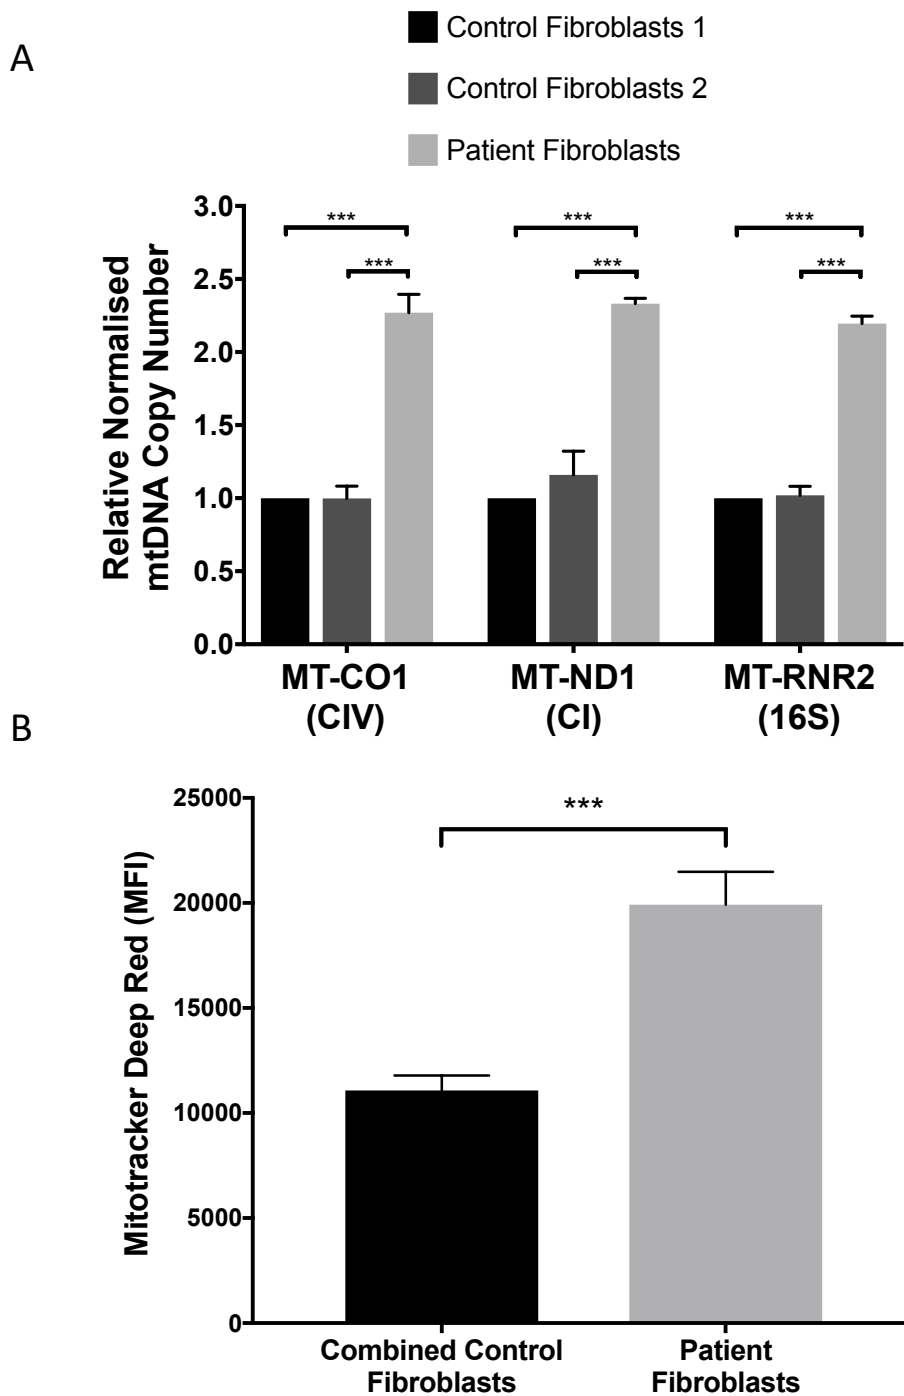 A
Control Fibroblasts 1
Control Fibroblasts 2
Patient Fibroblasts
Relative Normalised
mtDNA Copy Number
3.0
2.5
2.0
1.5
1.0
0.5
0.0
*** *** ***
*** *** ***
MT-CO1 MT-ND1 MT-RNR2
(CIV) (CI) (16S)
B
Mitotracker Deep Red (MFI)
25000
20000
15000
10000
5000
0
***
Combined Control Patient
Fibroblasts Fibroblasts